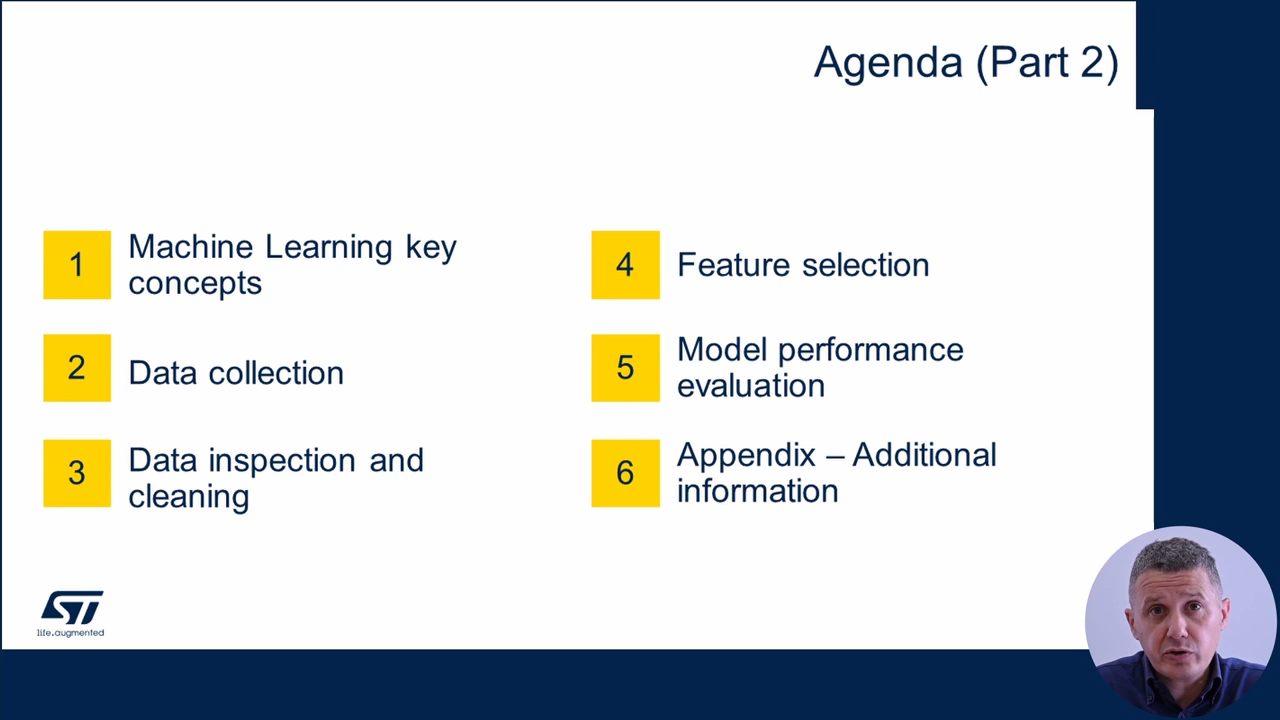 Agenda (Part 2)
1
Machine Learning key
concepts
2
Data collection
3
Data inspection and
cleaning
4
Feature selection
5
Model performance
evaluation
6
Appendix – Additional
information
ST
life.augmented